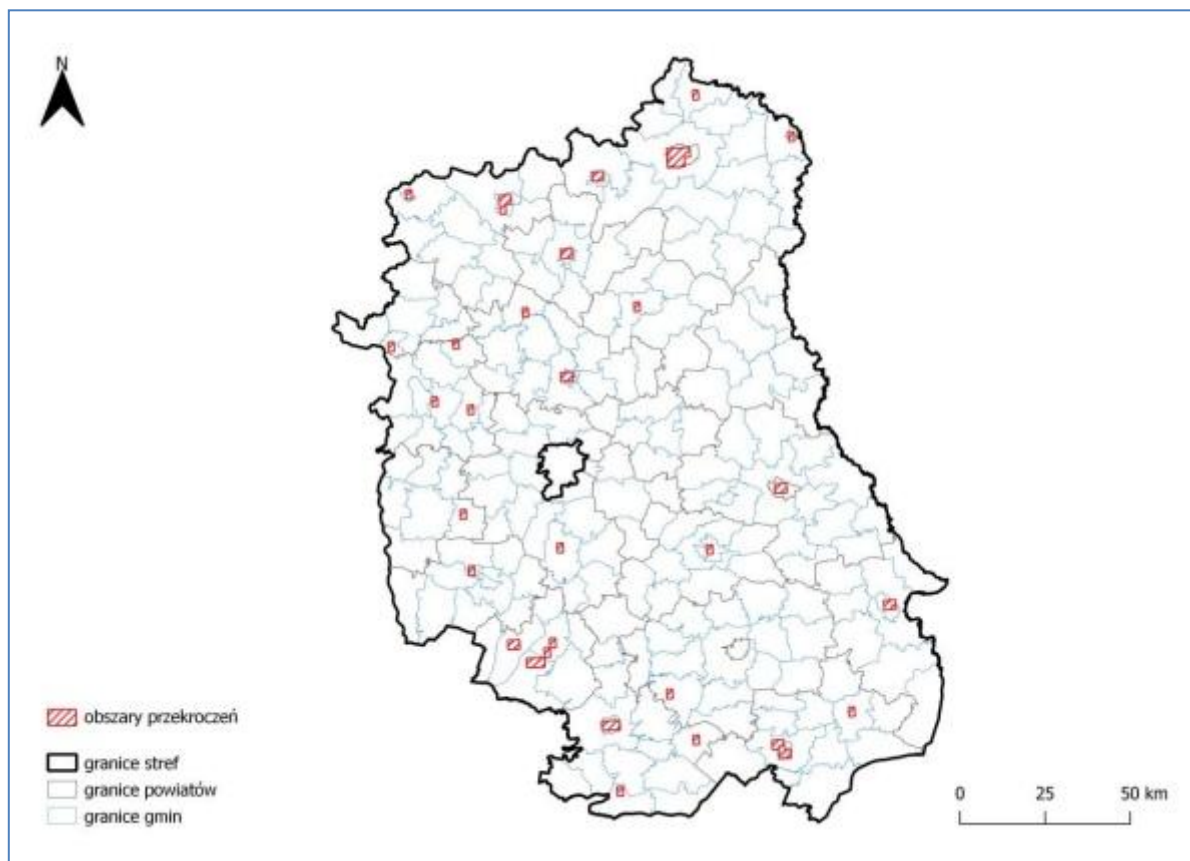 N
obszary przekroczeń
granice stref
granice powiatów
granice gmin
0 25 50 km